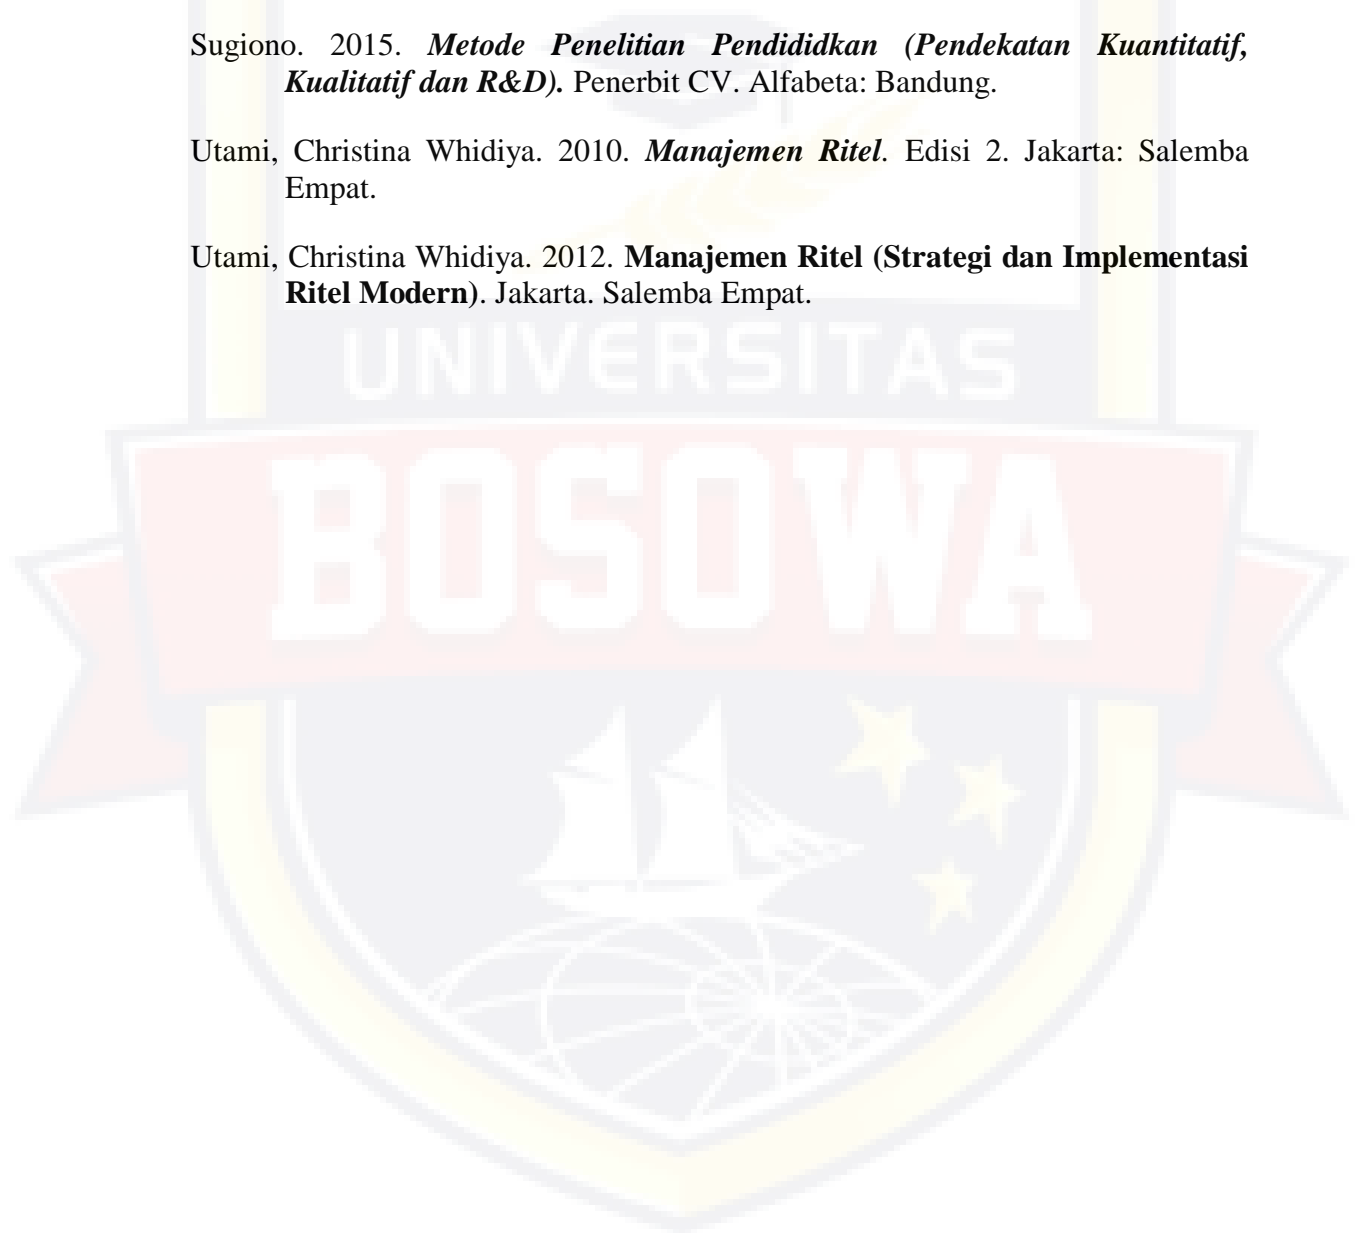 Sugiono. 2015. Metode Penelitian Pendididkan (Pendekatan Kuantitatif,
Kualitatif dan R&D). Penerbit CV. Alfabeta: Bandung.
Utami, Christina Whidiya. 2010. Manajemen Ritel. Edisi 2. Jakarta: Salemba
Empat.
Utami, Christina Whidiya. 2012. Manajemen Ritel (Strategi dan Implementasi
Ritel Modern). Jakarta. Salemba Empat.
UNIVERSITAS
BOSOWA